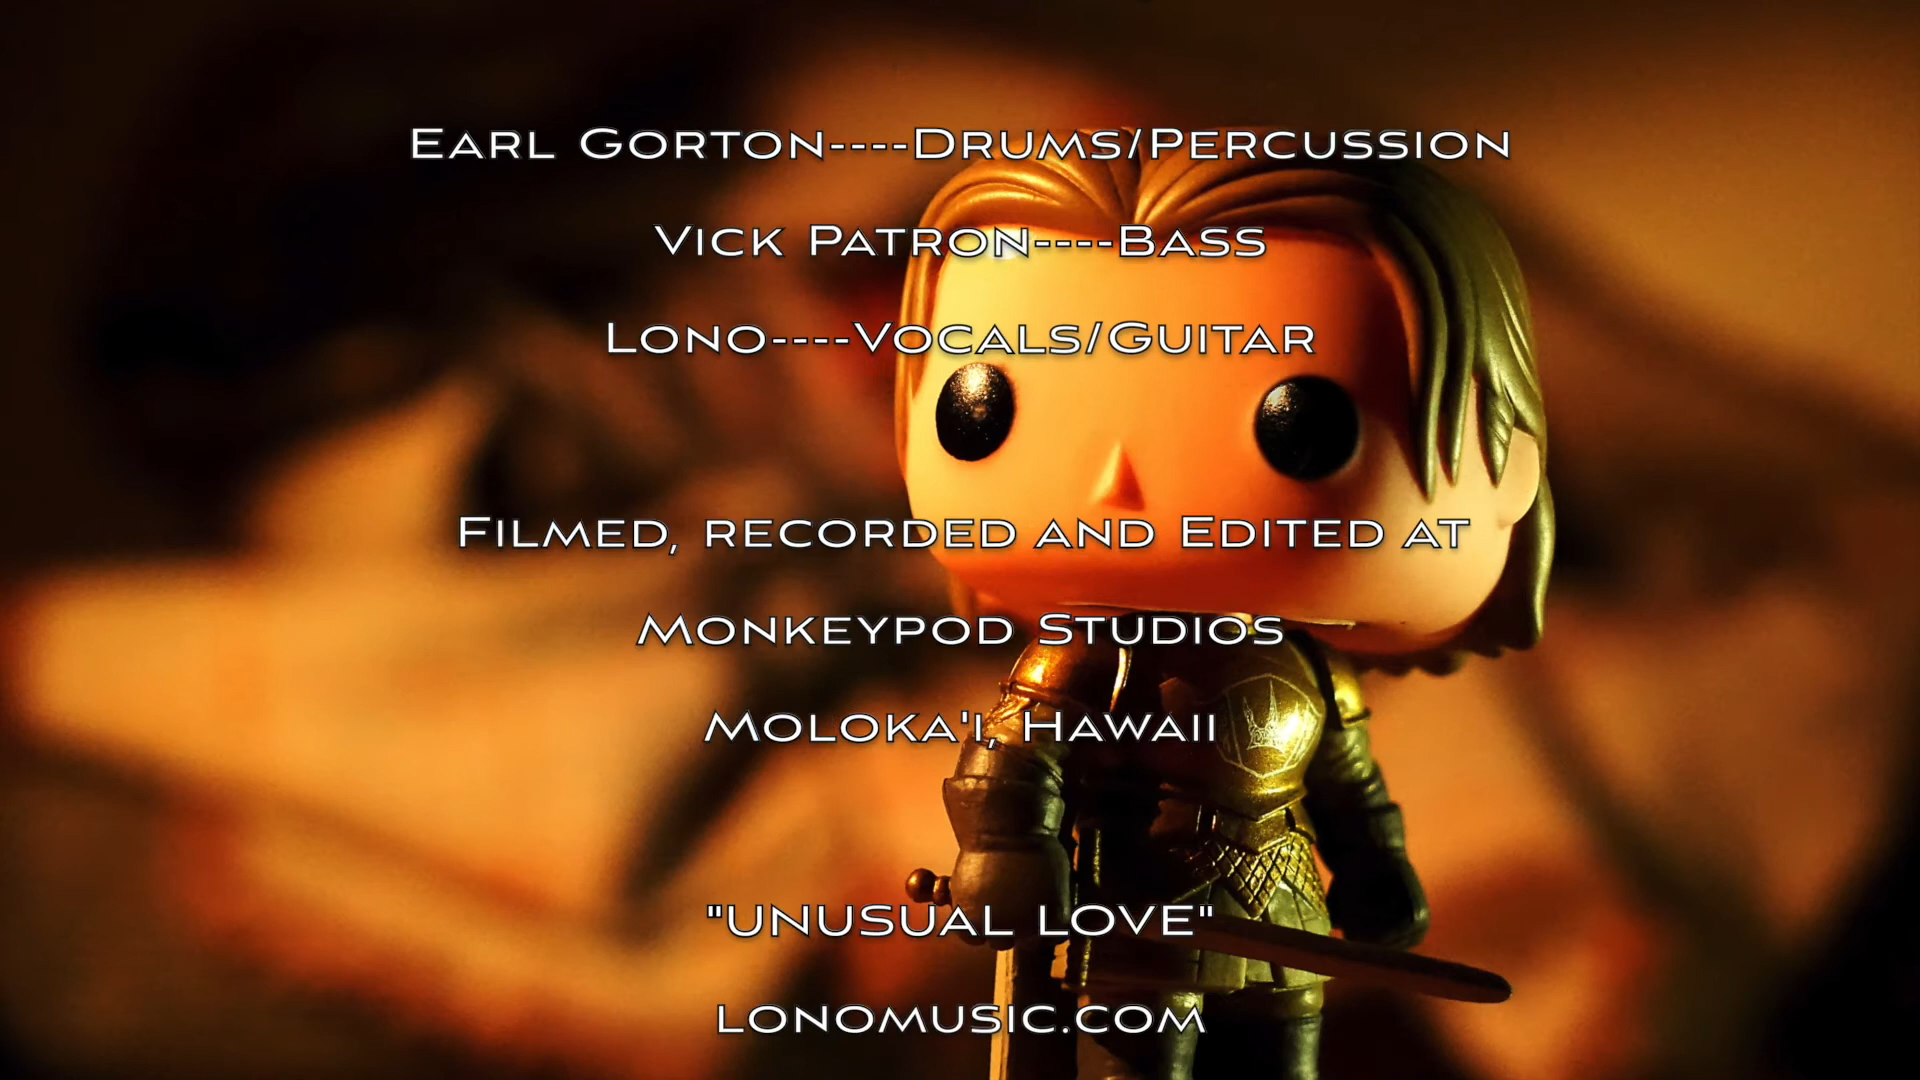 Earl Gorton----Drums/Percussion
Vick Patron----Bass
Lono----Vocals/Guitar
Filmed, recorded and Edited at
Monkeypod Studios
Moloka'i, Hawaii
"Unusual Love"
lonomusic.com